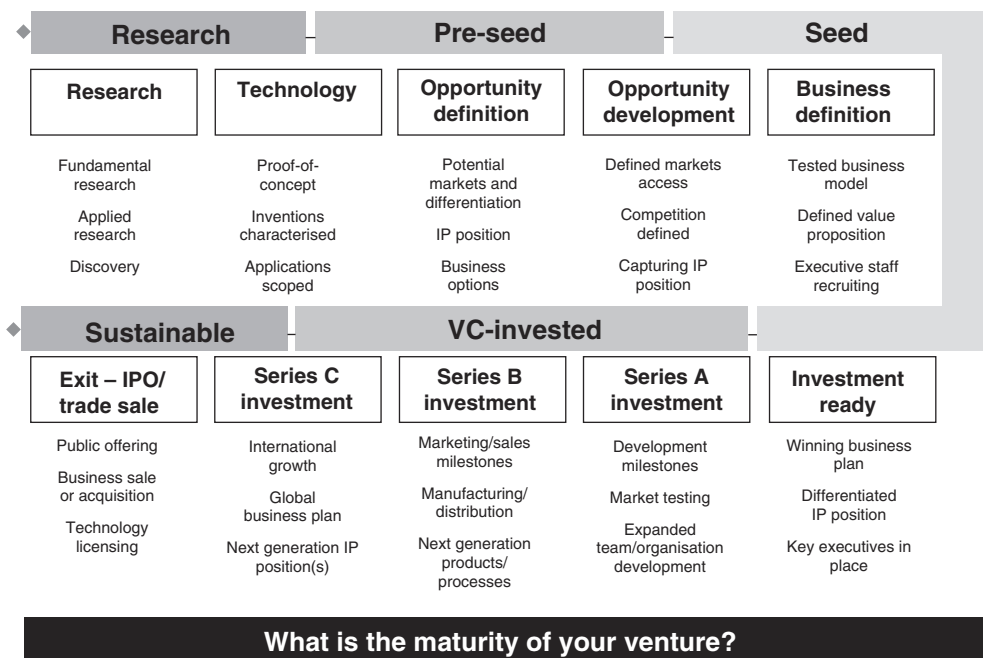 Research
Pre-seed
Seed
Research
Technology
Opportunity
definition
Opportunity
development
Business
definition
Fundamental
research
Applied
research
Discovery
Proof-of-
concept
Inventions
characterised
Applications
scoped
Potential
markets and
differentiation
IP position
Business
options
Defined markets
access
Competition
defined
Capturing IP
position
Tested business
model
Defined value
proposition
Executive staff
recruiting
Sustainable
VC-invested
Exit – IPO/
trade sale
Series C
investment
Series B
investment
Series A
investment
Investment
ready
Public offering
Business sale
or acquisition
Technology
licensing
International
growth
Global
business plan
Next generation IP
position(s)
Marketing/sales
milestones
Manufacturing/
distribution
Next generation
products/
processes
Development
milestones
Market testing
Expanded
team/organisation
development
Winning business
plan
Differentiated
IP position
Key executives in
place
What is the maturity of your venture?